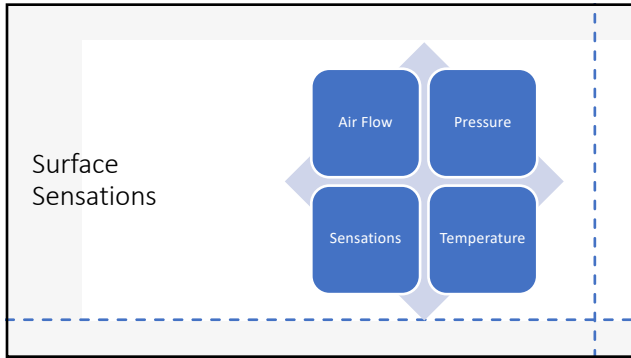 Surface
Sensations
Air Flow
Pressure
Sensations
Temperature